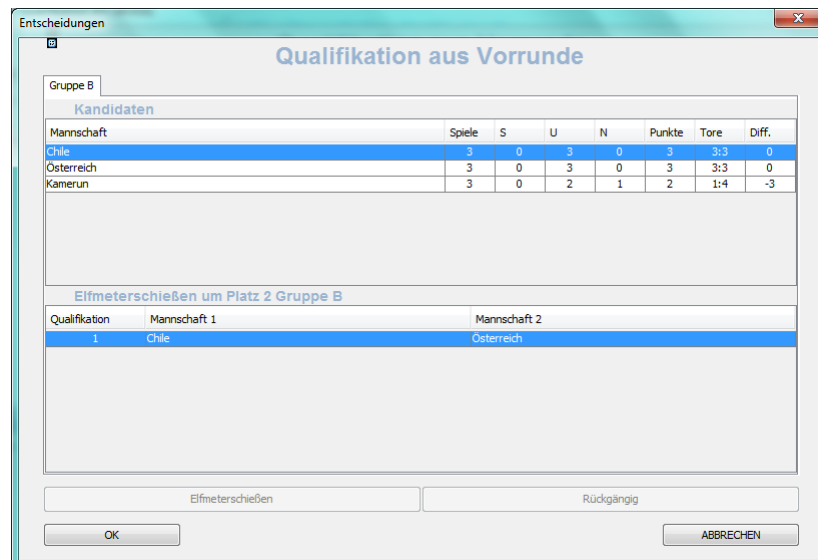 Entscheidungen
Qualifikation aus Vorrunde
Gruppe B
Kandidaten
Mannschaft Spiele S U N Punkte Tore Diff.
Chile 3 0 3 0 3 3:3 0
Österreich 3 0 3 0 3 3:3 0
Kamerun 3 0 2 1 2 1:4 -3
Elfmeterschießen um Platz 2 Gruppe B
Qualifikation Mannschaft 1 Mannschaft 2
1 Chile Österreich
Elfmeterschießen Rückgängig
OK ABBRECHEN